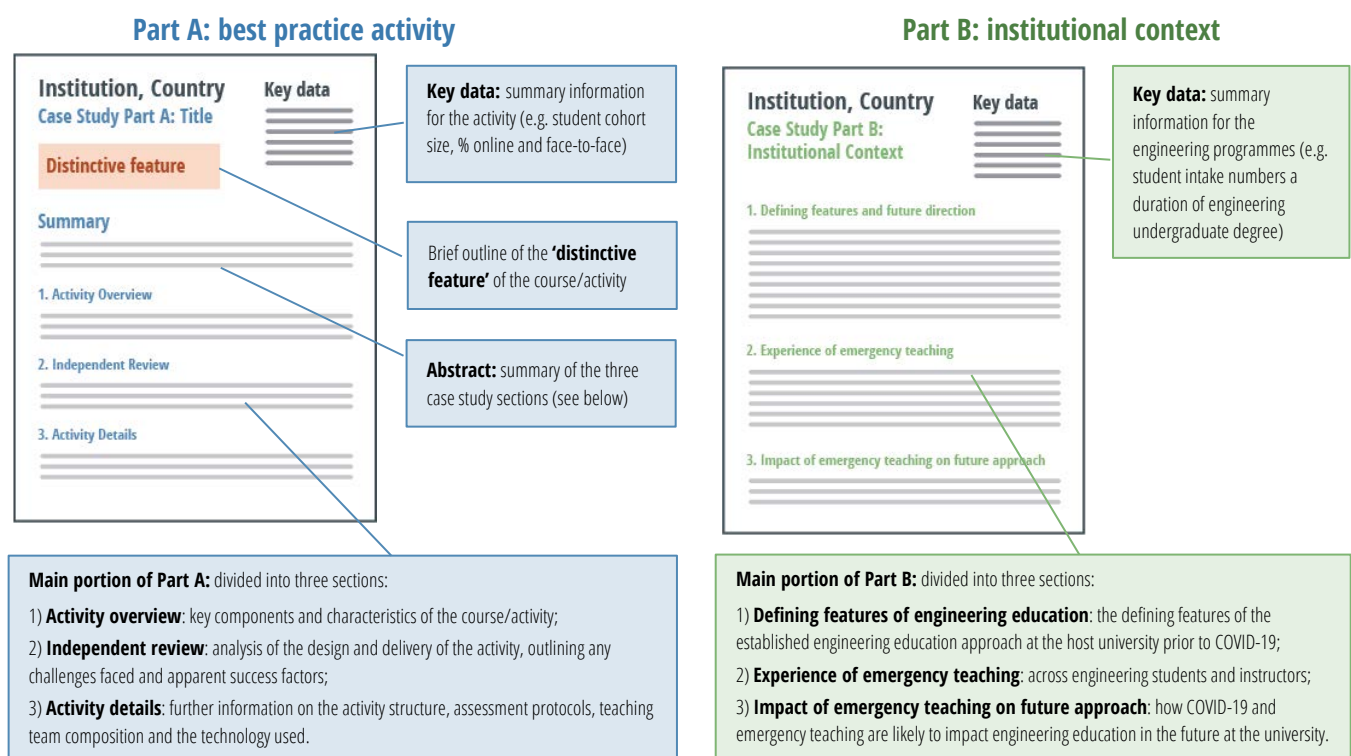 Part A: best practice activity
Institution, Country
Case Study Part A: Title
Key data
Distinctive feature
Summary
1. Activity Overview
2. Independent Review
3. Activity Details
Key data: summary information
for the activity (e.g. student cohort
size, % online and face-to-face)
Brief outline of the ‘distinctive
feature’ of the course/activity
Abstract: summary of the three
case study sections (see below)
Main portion of Part A: divided into three sections:
1) Activity overview: key components and characteristics of the course/activity;
2) Independent review: analysis of the design and delivery of the activity, outlining any
challenges faced and apparent success factors;
3) Activity details: further information on the activity structure, assessment protocols, teaching
team composition and the technology used.
Part B: institutional context
Institution, Country
Case Study Part B:
Institutional Context
Key data
1. Defining features and future direction
2. Experience of emergency teaching
3. Impact of emergency teaching on future approach
Key data: summary
information for the
engineering programmes (e.g.
student intake numbers a
duration of engineering
undergraduate degree)
Main portion of Part B: divided into three sections:
1) Defining features of engineering education: the defining features of the
established engineering education approach at the host university prior to COVID-19;
2) Experience of emergency teaching: across engineering students and instructors;
3) Impact of emergency teaching on future approach: how COVID-19 and
emergency teaching are likely to impact engineering education in the future at the university.